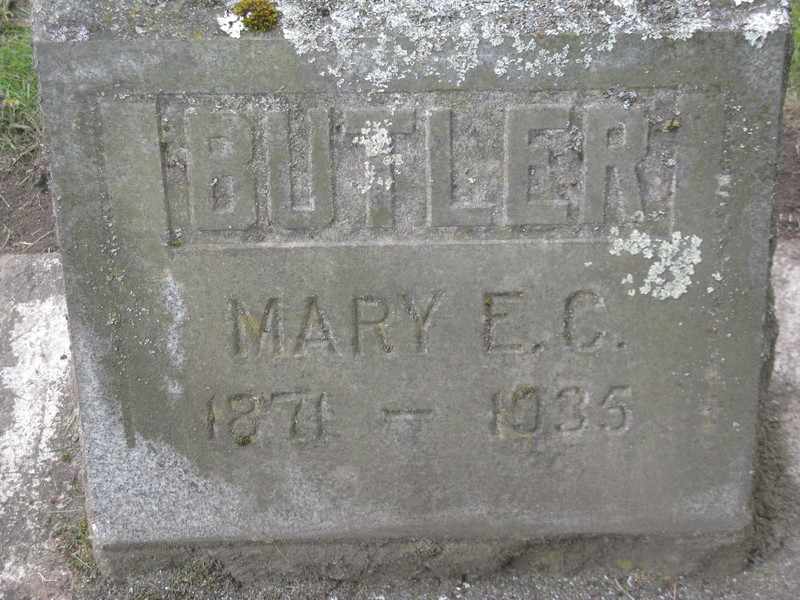 BUTLER
MARY E. C.
1871 — 1935